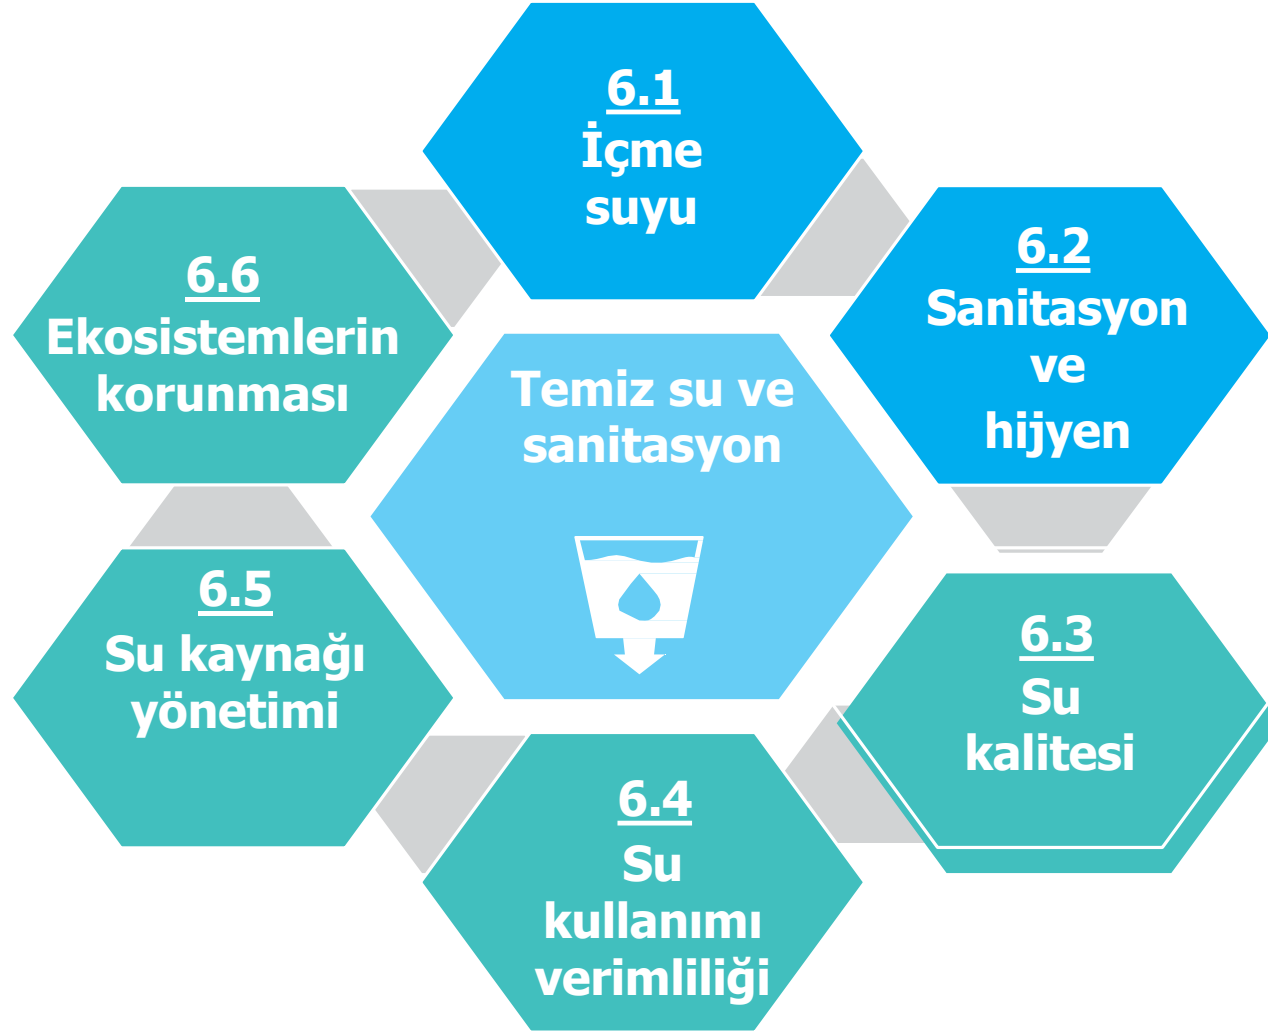 6.1
İçme
suyu
6.2
Sanitasyon
ve
hijyen
6.6
Ekosistemlerin
korunması
Temiz su ve
sanitasyon
6.5
Su kaynağı
yönetimi
6.3
Su
kalitesi
6.4
Su
kullanımı
verimliliği